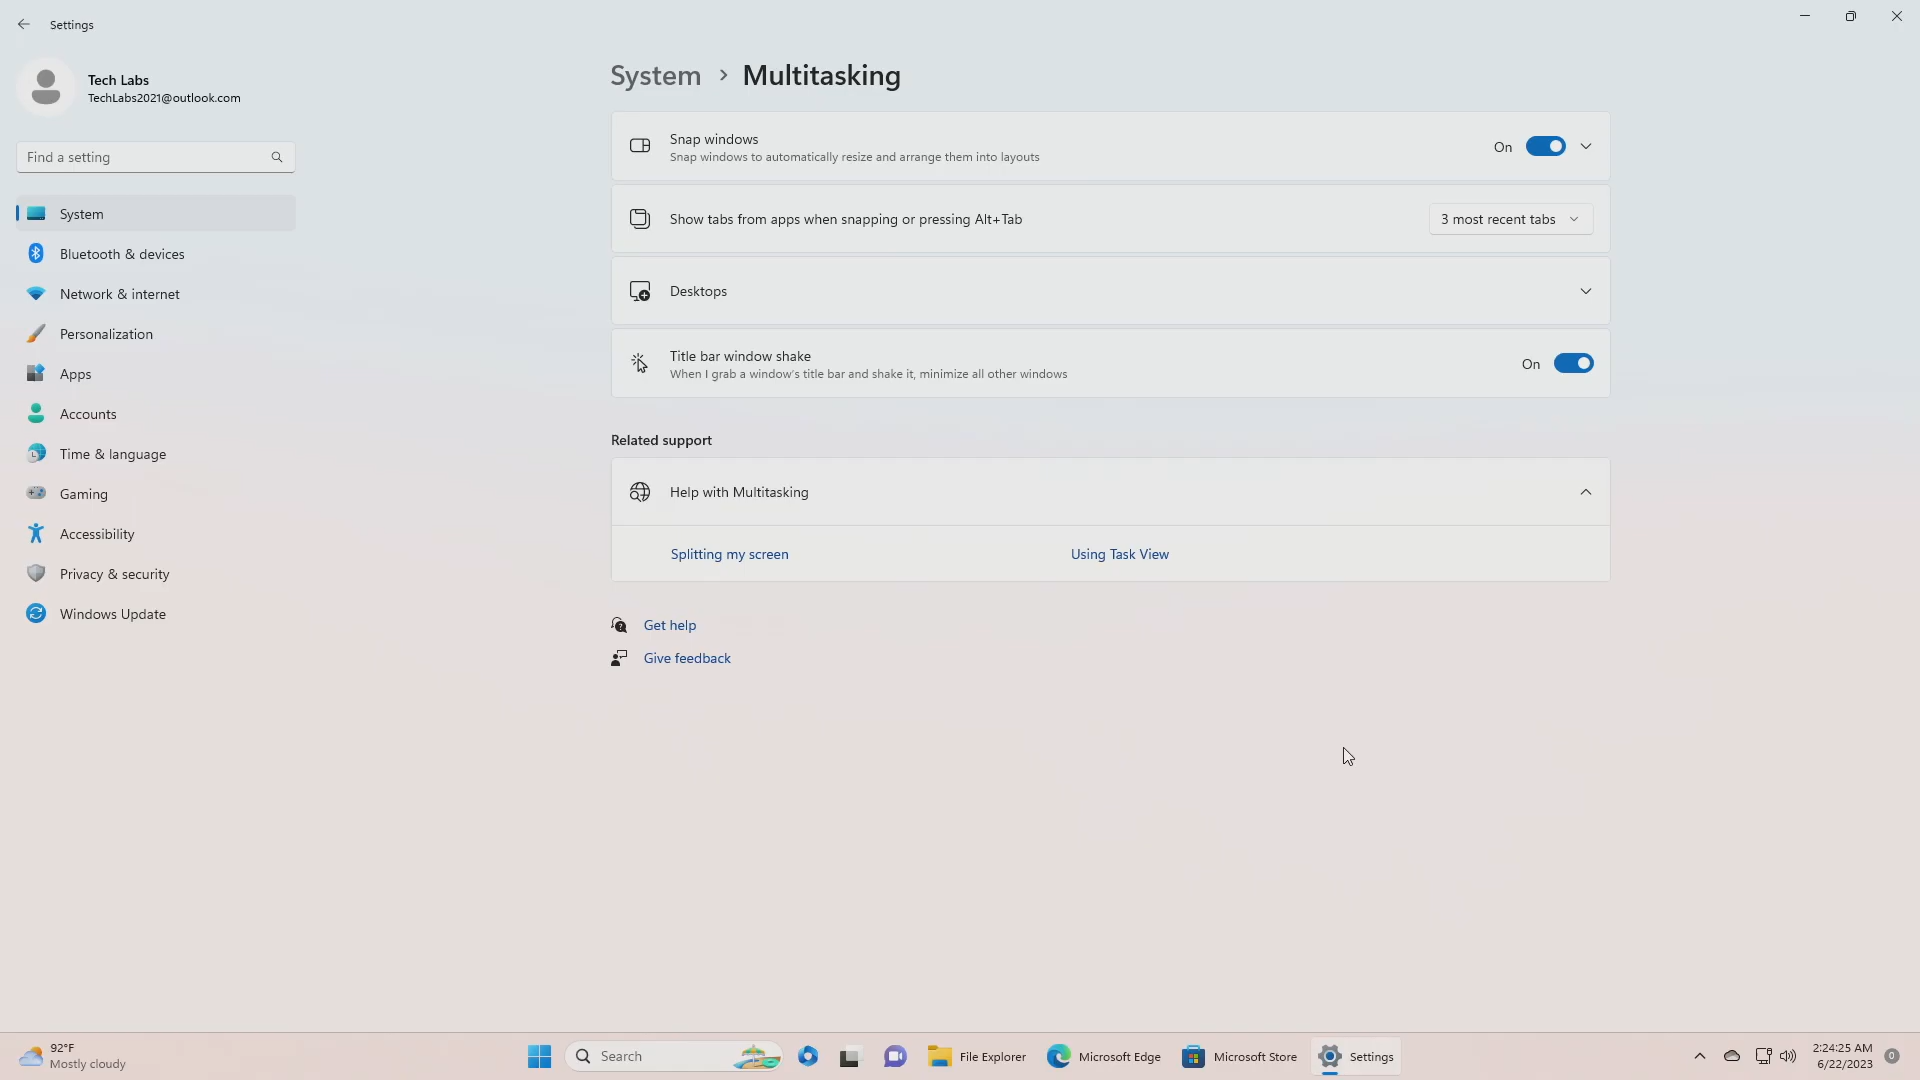 Settings
Tech Labs
TechLabs2021@outlook.com
Find a setting
System
Bluetooth & devices
Network & internet
Personalization
Apps
Accounts
Time & language
Gaming
Accessibility
Privacy & security
Windows Update
System > Multitasking
Snap windows
Snap windows to automatically resize and arrange them into layouts
On
Show tabs from apps when snapping or pressing Alt+Tab
3 most recent tabs
Desktops
Title bar window shake
When I grab a window's title bar and shake it, minimize all other windows
On
Related support
Help with Multitasking
Splitting my screen
Using Task View
Get help
Give feedback
92°F
Mostly cloudy
Search
File Explorer
Microsoft Edge
Microsoft Store
Settings
2:24:25 AM
6/22/2023
0